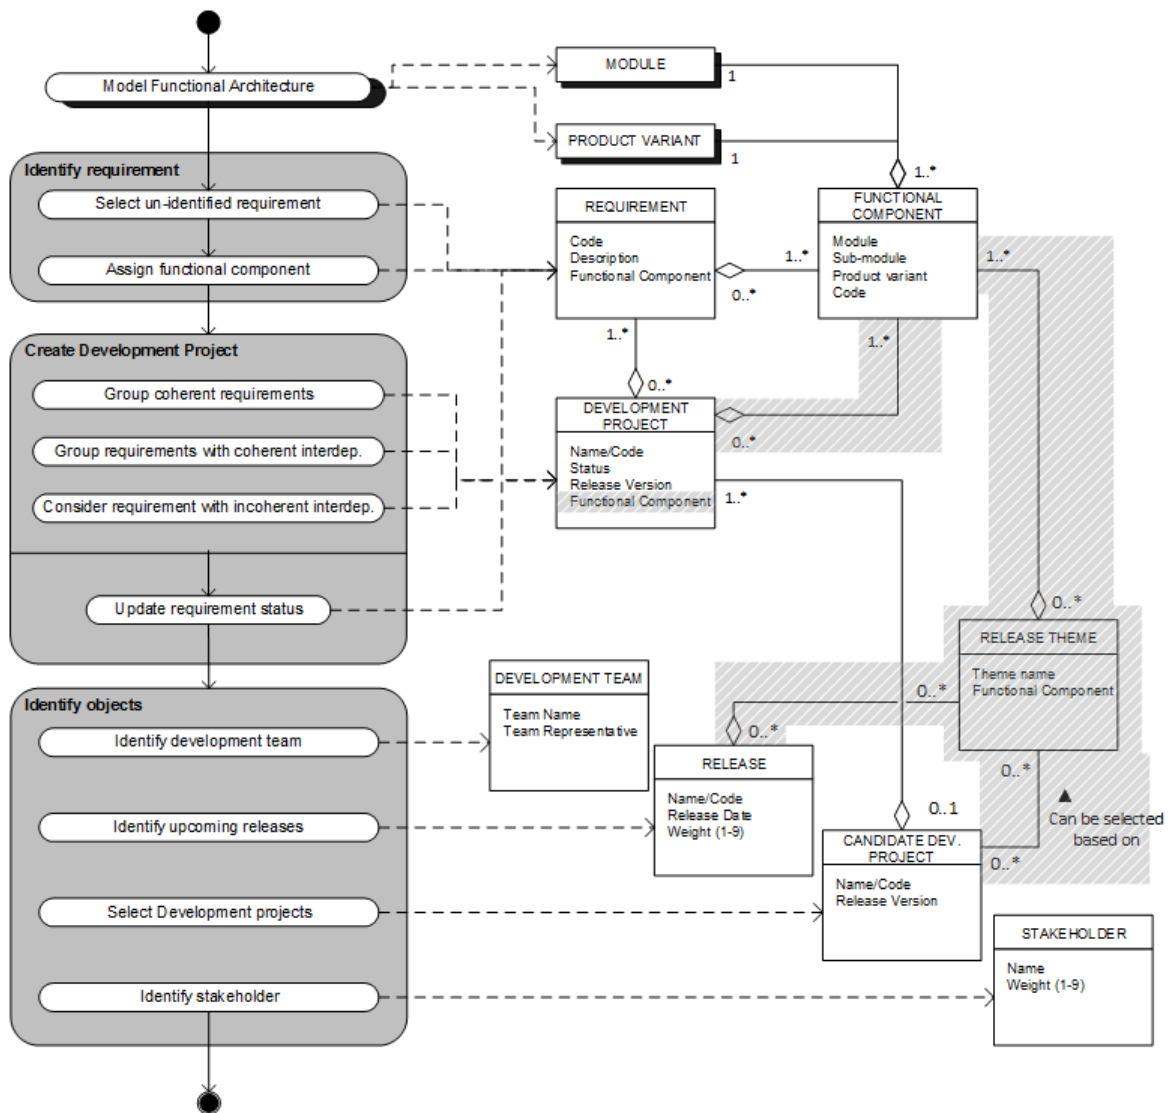 Model Functional Architecture
MODULE
1
PRODUCT VARIANT
1
1..*
Identify requirement
Select un-identified requirement
Assign functional component
REQUIREMENT
Code
Description
Functional Component
1..*
0..*
FUNCTIONAL
COMPONENT
Module
Sub-module
Product variant
Code
1..*
1..*
1..*
0..*
Create Development Project
Group coherent requirements
Group requirements with coherent interdep.
Consider requirement with incoherent interdep.
Update requirement status
DEVELOPMENT
PROJECT
Name/Code
Status
Release Version
Functional Component
0..*
1..*
0..*
RELEASE THEME
Theme name
Functional Component
0..*
0..*
0..*
Identify objects
Identify development team
Identify upcoming releases
Select Development projects
Identify stakeholder
DEVELOPMENT TEAM
Team Name
Team Representative
RELEASE
Name/Code
Release Date
Weight (1-9)
0..1
▲
Can be selected
based on
CANDIDATE DEV.
PROJECT
Name/Code
Release Version
0..*
STAKEHOLDER
Name
Weight (1-9)